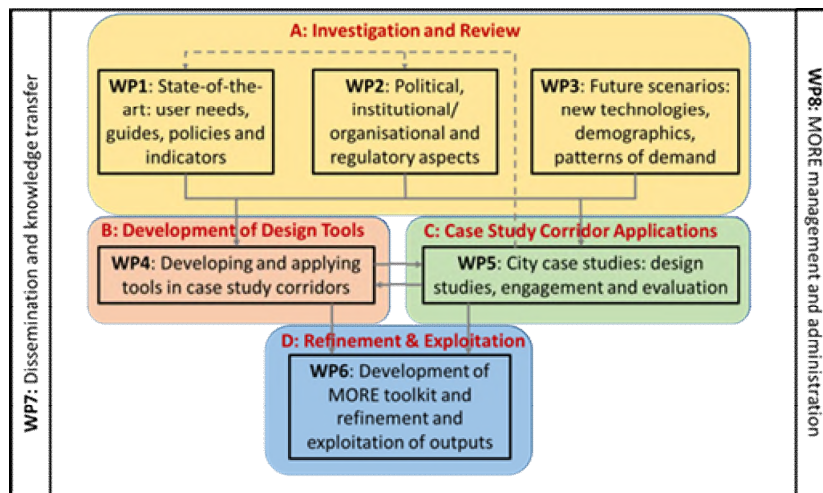 A: Investigation and Review
WP1: State-of-the-
art: user needs,
guides, policies and
indicators
WP2: Political,
institutional/
organisational and
regulatory aspects
WP3: Future scenarios:
new technologies,
demographics,
patterns of demand
B: Development of Design Tools
WP4: Developing and applying
tools in case study corridors
C: Case Study Corridor Applications
WP5: City case studies: design
studies, engagement and evaluation
D: Refinement & Exploitation
WP6: Development of
MORE toolkit and
refinement and
exploitation of outputs
WP7: Dissemination and knowledge transfer
WP8: MORE management and administration